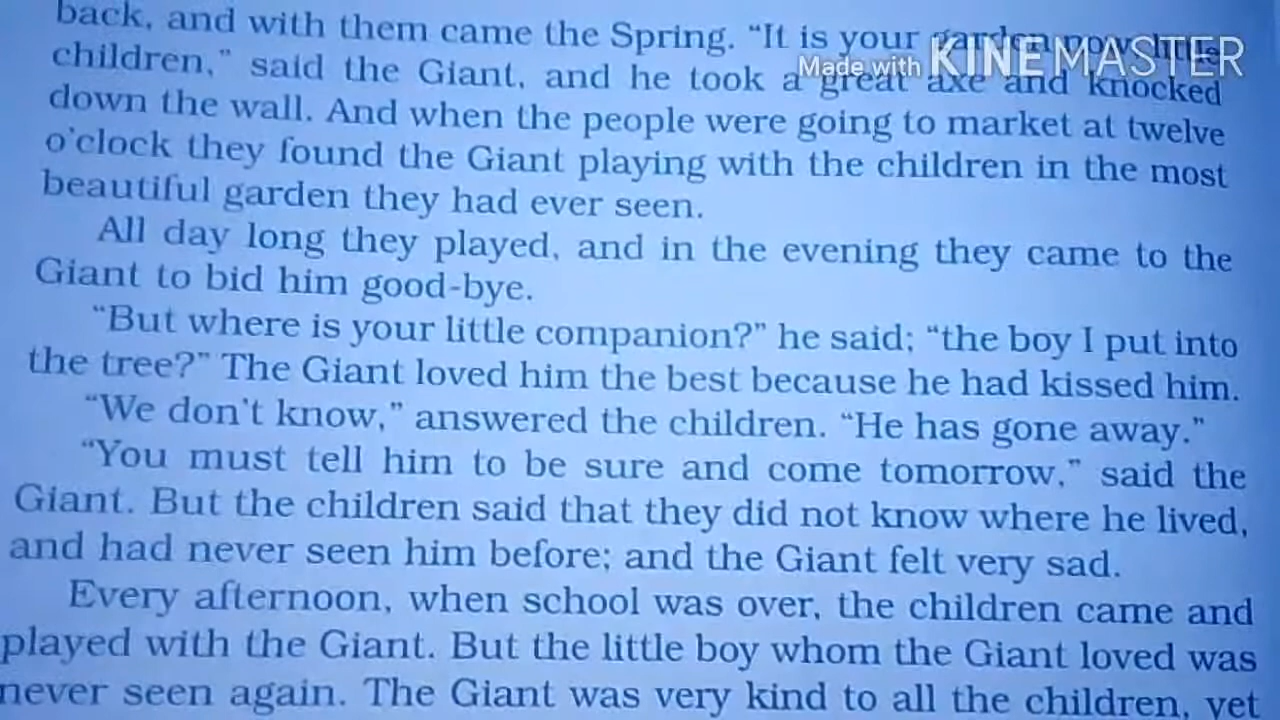 back, and with them came the Spring. “It is your garden now, little
Made with KINEMASTER
children,” said the Giant, and he took a great axe and knocked
down the wall. And when the people were going to market at twelve
o'clock they found the Giant playing with the children in the most
beautiful garden they had ever seen.
All day long they played, and in the evening they came to the
Giant to bid him good-bye.
“But where is your little companion?” he said; “the boy I put into
the tree?” The Giant loved him the best because he had kissed him.
“We don't know,” answered the children. “He has gone away.”
“You must tell him to be sure and come tomorrow,” said the
Giant. But the children said that they did not know where he lived,
and had never seen him before; and the Giant felt very sad.
Every afternoon, when school was over, the children came and
played with the Giant. But the little boy whom the Giant loved was
never seen again. The Giant was very kind to all the children, yet